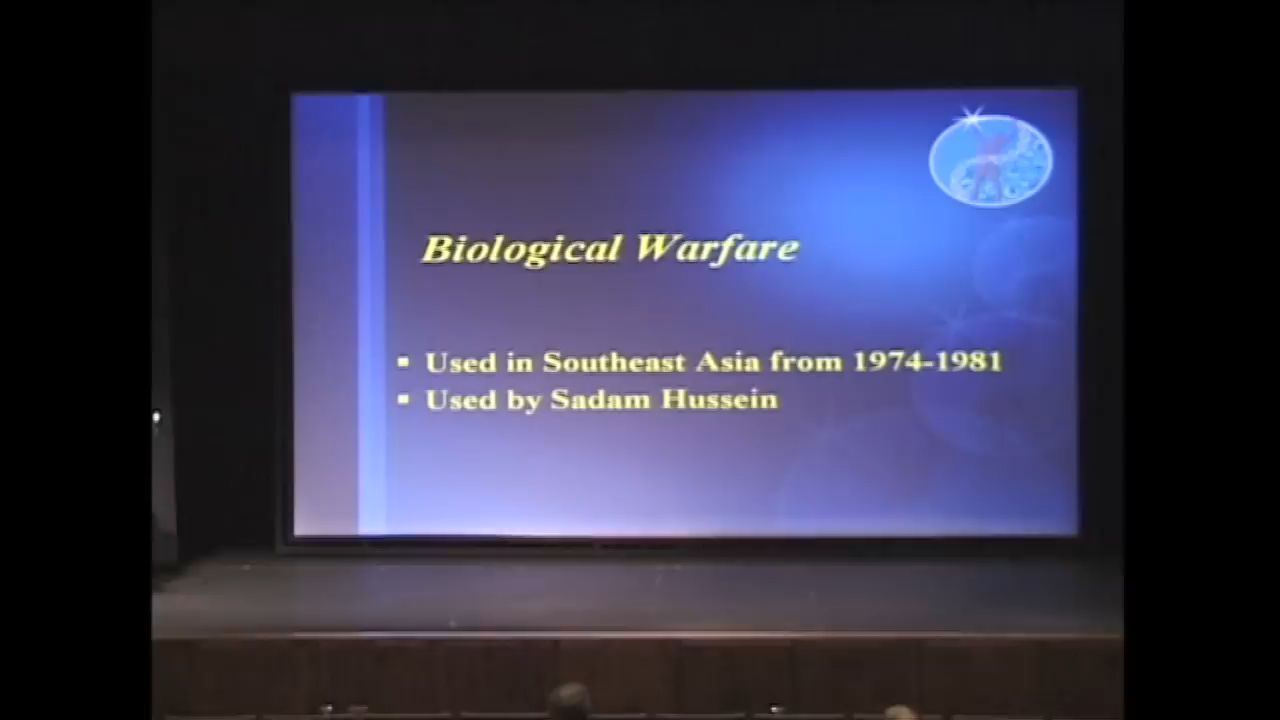 Biological Warfare
▪ Used in Southeast Asia from 1974-1981
▪ Used by Sadam Hussein